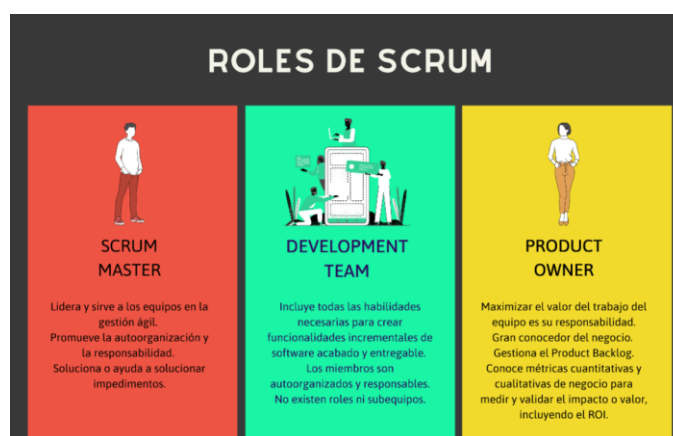 ROLES DE SCRUM
SCRUM
MASTER
Lidera y sirve a los equipos en la
gestión ágil.
Promueve la autoorganización y
la responsabilidad.
Soluciona o ayuda a solucionar
impedimentos.
DEVELOPMENT
TEAM
Incluye todas las habilidades
necesarias para crear
funcionalidades incrementales de
software acabado y entregable.
Los miembros son
autoorganizados y responsables.
No existen roles ni subequipos.
PRODUCT
OWNER
Maximizar el valor del trabajo del
equipo es su responsabilidad.
Gran conocedor del negocio.
Gestiona el Product Backlog.
Conoce métricas cuantitativas y
cualitativas de negocio para
medir y validar el impacto o valor,
incluyendo el ROI.